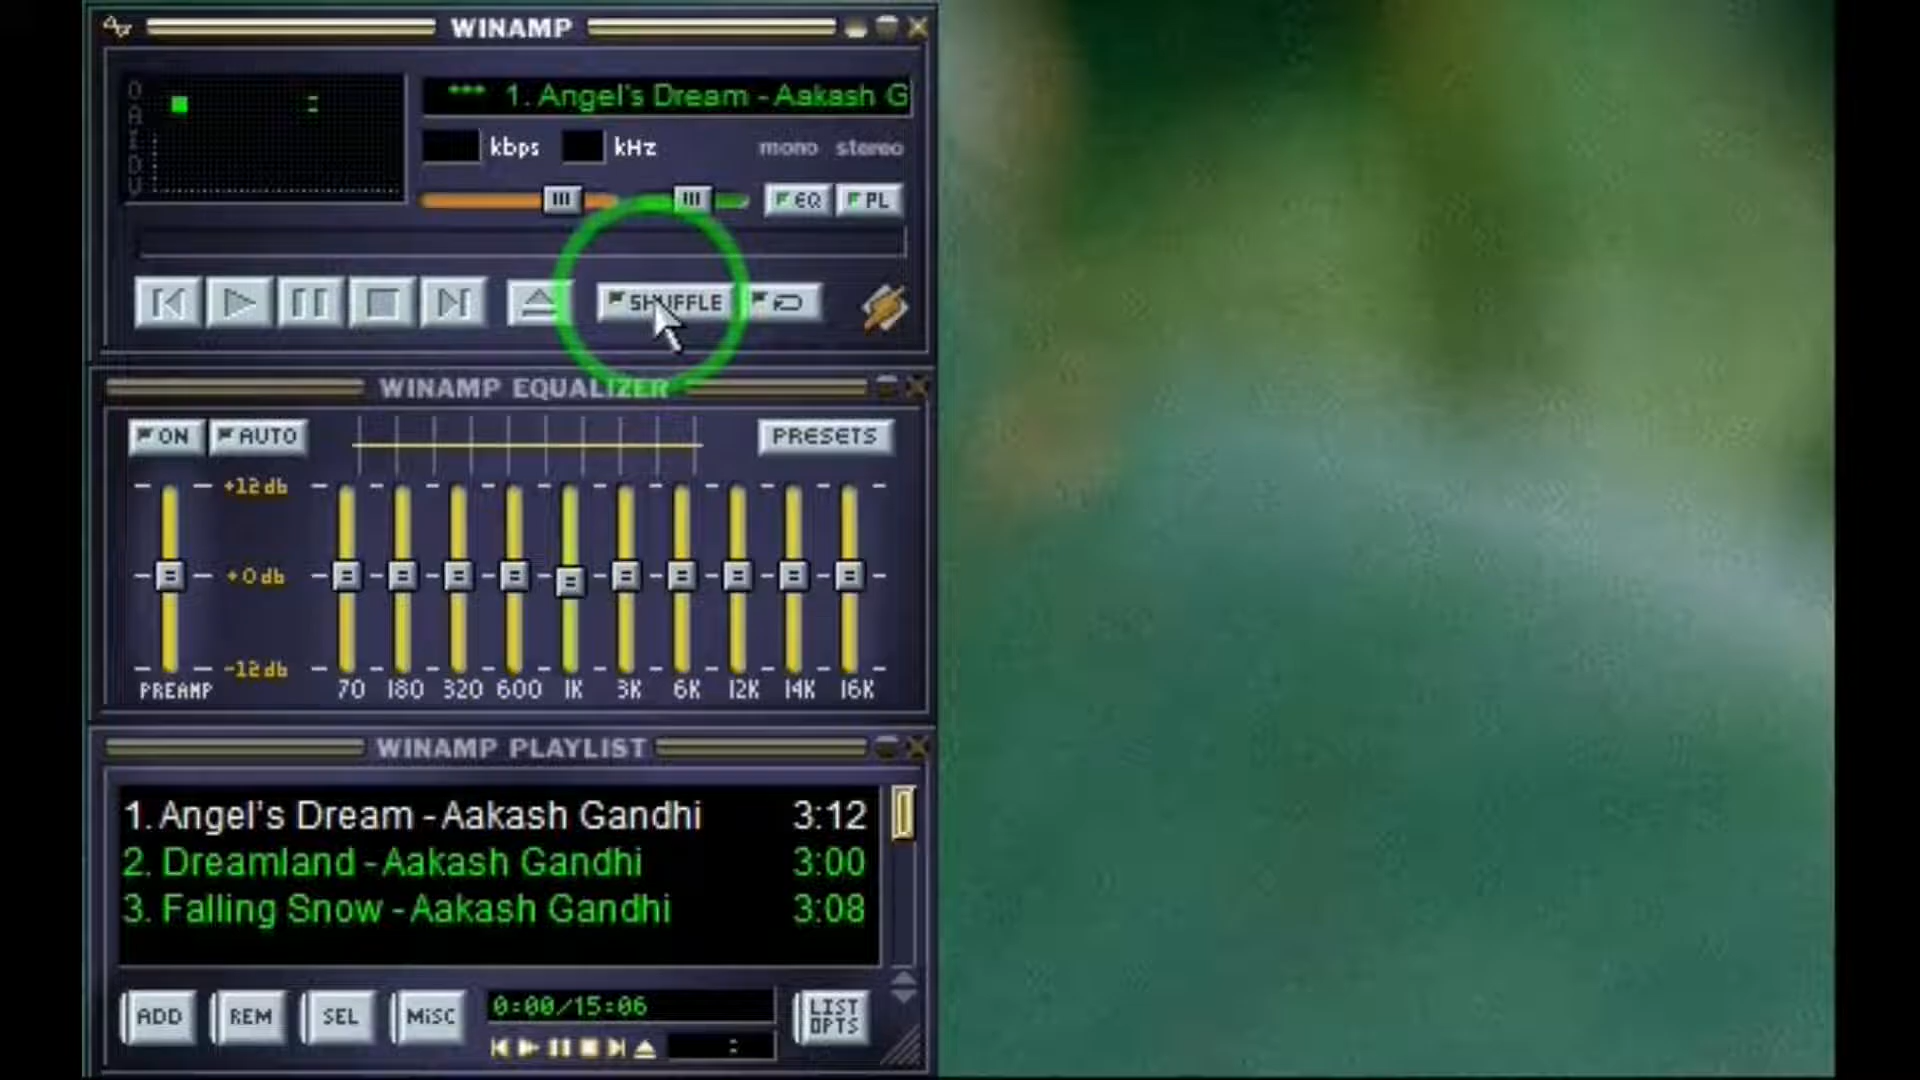 WINAMP
*** 1. Angel's Dream - Aakash G
kbps kHz mono stereo
EQ PL
SHUFFLE
WINAMP EQUALIZER
ON AUTO PRESETS
+12 db
+0 db
-12 db
PREAMP 70 180 320 600 1K 3K 6K 12K 14K 16K
WINAMP PLAYLIST
1. Angel's Dream - Aakash Gandhi 3:12
2. Dreamland - Aakash Gandhi 3:00
3. Falling Snow - Aakash Gandhi 3:08
ADD REM SEL MISC 0:00/15:06 LIST
OPTS